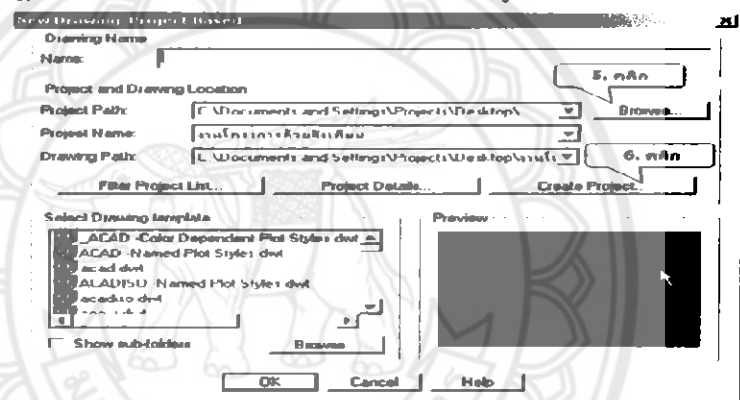 New Drawing: Project Based
Drawing Name
Name:
Project and Drawing Location
5. คลิก
Project Path: C:\Documents and Settings\Projects\Desktop\ Browse...
Project Name:
Drawing Path: C:\Documents and Settings\Projects\Desktop\ 6. คลิก
Filter Project List... Project Details... Create Project...
Select Drawing template Preview
_ACAD -Color Dependent Plot Styles.dwt
ACAD -Named Plot Styles.dwt
acad.dwt
ACADISO -Named Plot Styles.dwt
acadiso.dwt
Show sub-folders Browse
OK Cancel Help